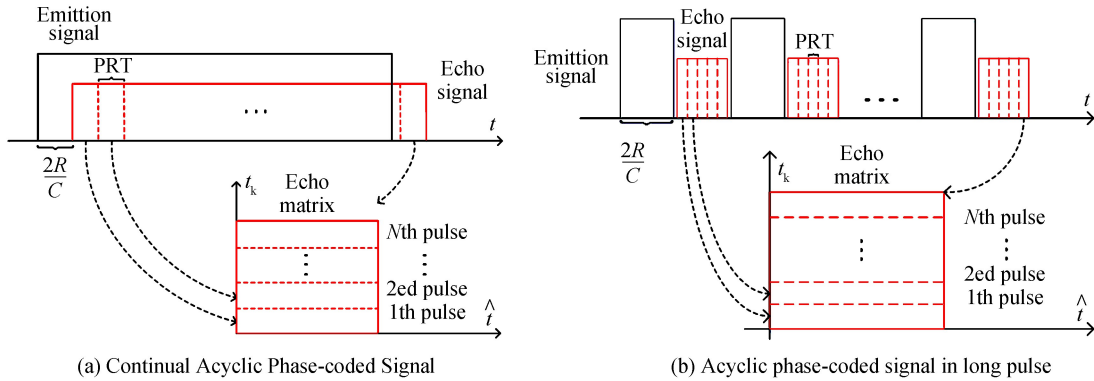 Emittion
signal
PRT
Echo
signal
...
t
2R
C
t_k
Echo
matrix
Nth pulse
2ed pulse
1th pulse
t̂
(a) Continual Acyclic Phase-coded Signal
Emittion
signal
Echo
signal
PRT
...
t
2R
C
t_k
Echo
matrix
Nth pulse
2ed pulse
1th pulse
t̂
(b) Acyclic phase-coded signal in long pulse